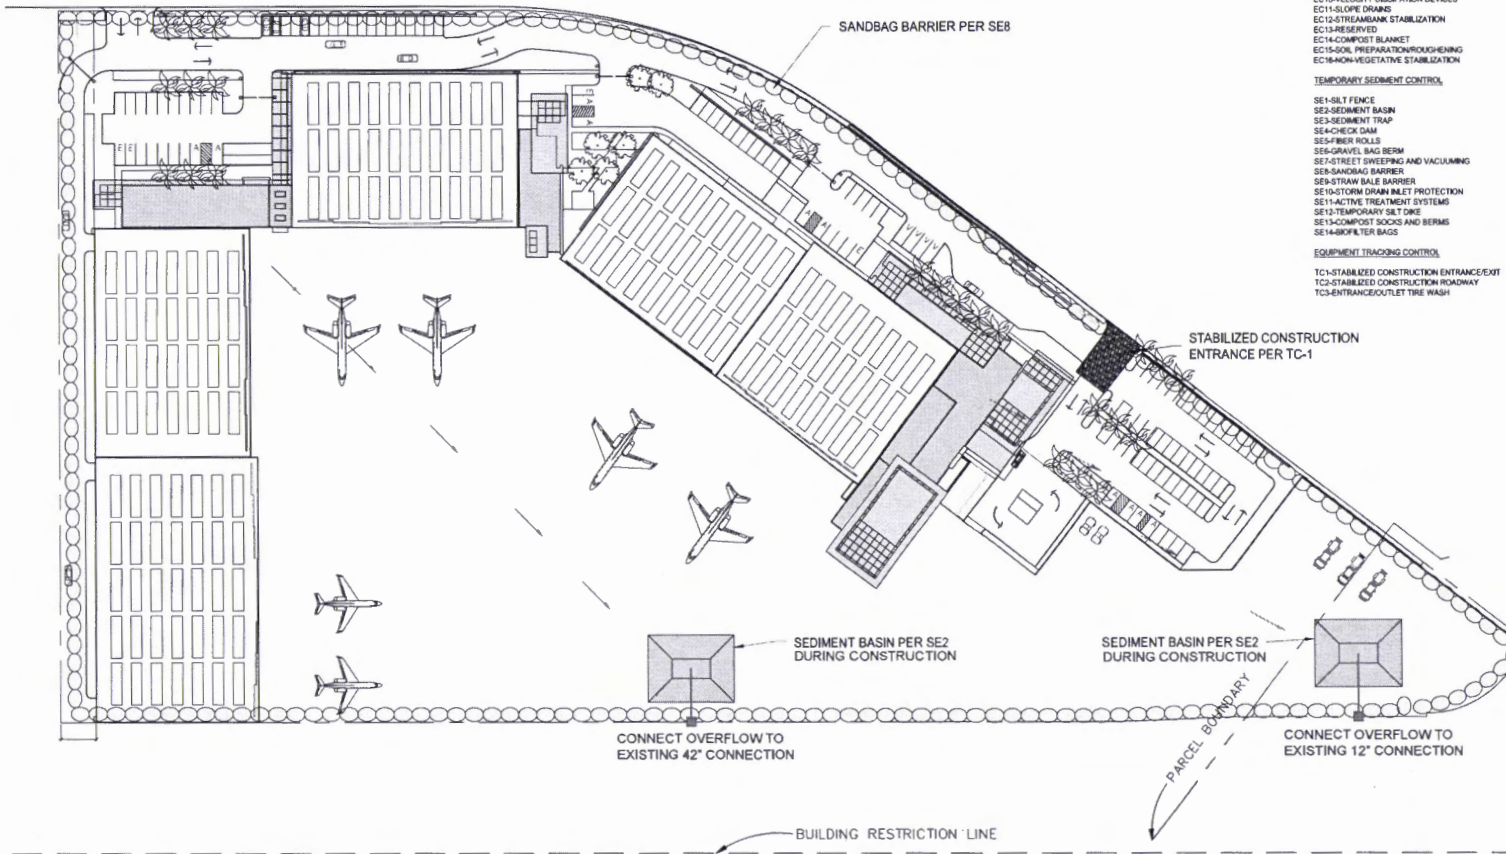 SANDBAG BARRIER PER SE8
EC11-SLOPE DRAINS
EC12-STREAMBANK STABILIZATION
EC13-RESERVED
EC14-COMPOST BLANKET
EC15-SOIL PREPARATION/ROUGHENING
EC16-NON-VEGETATIVE STABILIZATION
TEMPORARY SEDIMENT CONTROL
SE1-SILT FENCE
SE2-SEDIMENT BASIN
SE3-SEDIMENT TRAP
SE4-CHECK DAM
SE5-FIBER ROLLS
SE6-GRAVEL BAG BERM
SE7-STREET SWEEPING AND VACUUMING
SE8-SANDBAG BARRIER
SE9-STRAW BALE BARRIER
SE10-STORM DRAIN INLET PROTECTION
SE11-ACTIVE TREATMENT SYSTEMS
SE12-TEMPORARY SILT DIKE
SE13-COMPOST SOCKS AND BERMS
SE14-BIOFILTER BAGS
EQUIPMENT TRACKING CONTROL
TC1-STABILIZED CONSTRUCTION ENTRANCE/EXIT
TC2-STABILIZED CONSTRUCTION ROADWAY
TC3-ENTRANCE/OUTLET TIRE WASH
STABILIZED CONSTRUCTION
ENTRANCE PER TC-1
SEDIMENT BASIN PER SE2
DURING CONSTRUCTION
SEDIMENT BASIN PER SE2
DURING CONSTRUCTION
CONNECT OVERFLOW TO
EXISTING 42" CONNECTION
PARCEL BOUNDARY
CONNECT OVERFLOW TO
EXISTING 12" CONNECTION
BUILDING RESTRICTION LINE